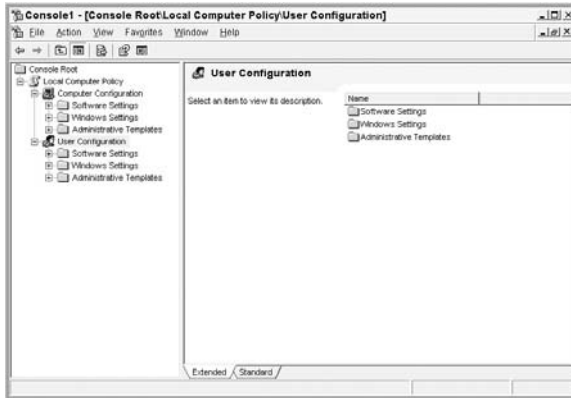 Console1 - [Console Root\Local Computer Policy\User Configuration]
File Action View Favorites Window Help
Console Root
Local Computer Policy
Computer Configuration
Software Settings
Windows Settings
Administrative Templates
User Configuration
Software Settings
Windows Settings
Administrative Templates
User Configuration
Select an item to view its description.
Name
Software Settings
Windows Settings
Administrative Templates
Extended Standard